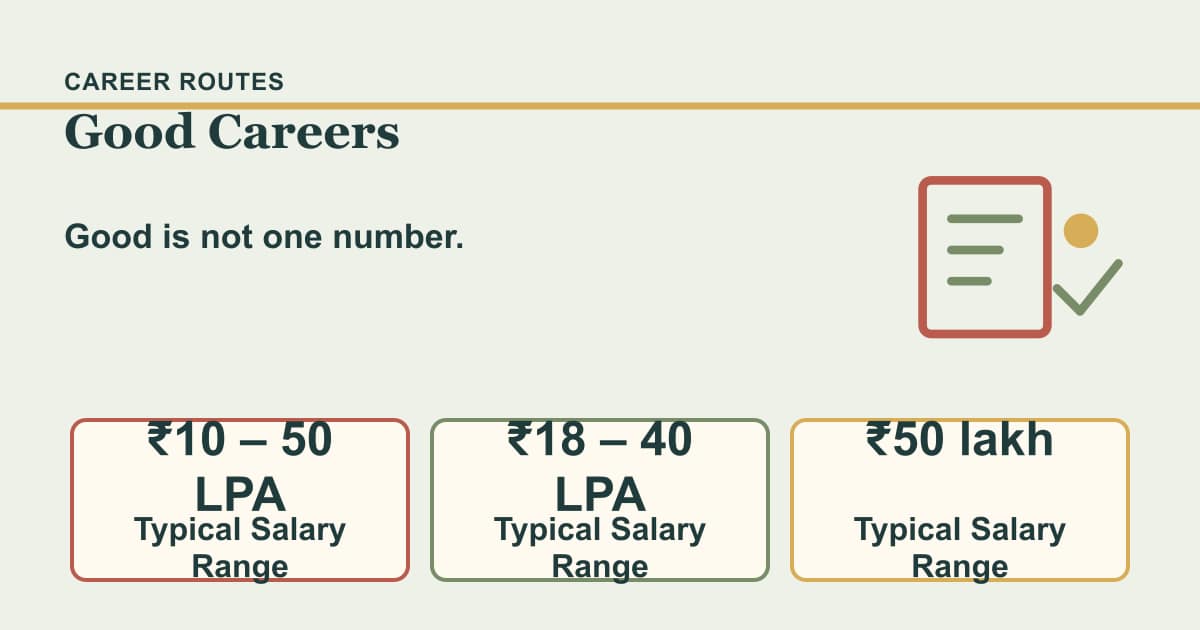 CAREER ROUTES
Good Careers
Good is not one number.
₹10 – 50
LPA
Typical Salary
Range
₹18 – 40
LPA
Typical Salary
Range
₹50 lakh
Typical Salary
Range